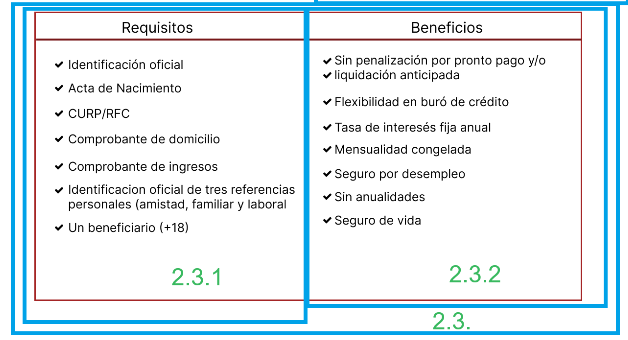 Requisitos
✔ Identificación oficial
✔ Acta de Nacimiento
✔ CURP/RFC
✔ Comprobante de domicilio
✔ Comprobante de ingresos
✔ Identificacion oficial de tres referencias
personales (amistad, familiar y laboral
✔ Un beneficiario (+18)
2.3.1
Beneficios
✔ Sin penalización por pronto pago y/o
✔ liquidación anticipada
✔ Flexibilidad en buró de crédito
✔ Tasa de interesés fija anual
✔ Mensualidad congelada
✔ Seguro por desempleo
✔ Sin anualidades
✔ Seguro de vida
2.3.2
2.3.